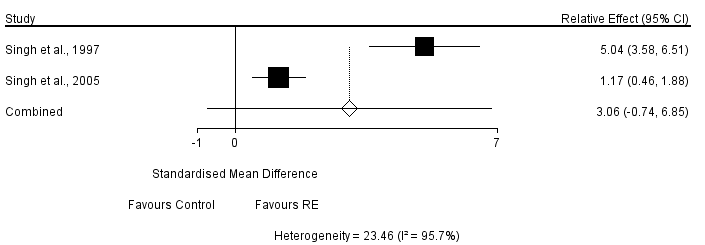 Study Relative Effect (95% CI)
Singh et al., 1997 5.04 (3.58, 6.51)
Singh et al., 2005 1.17 (0.46, 1.88)
Combined 3.06 (-0.74, 6.85)
-1 0 7
Standardised Mean Difference
Favours Control Favours RE
Heterogeneity = 23.46 (I² = 95.7%)